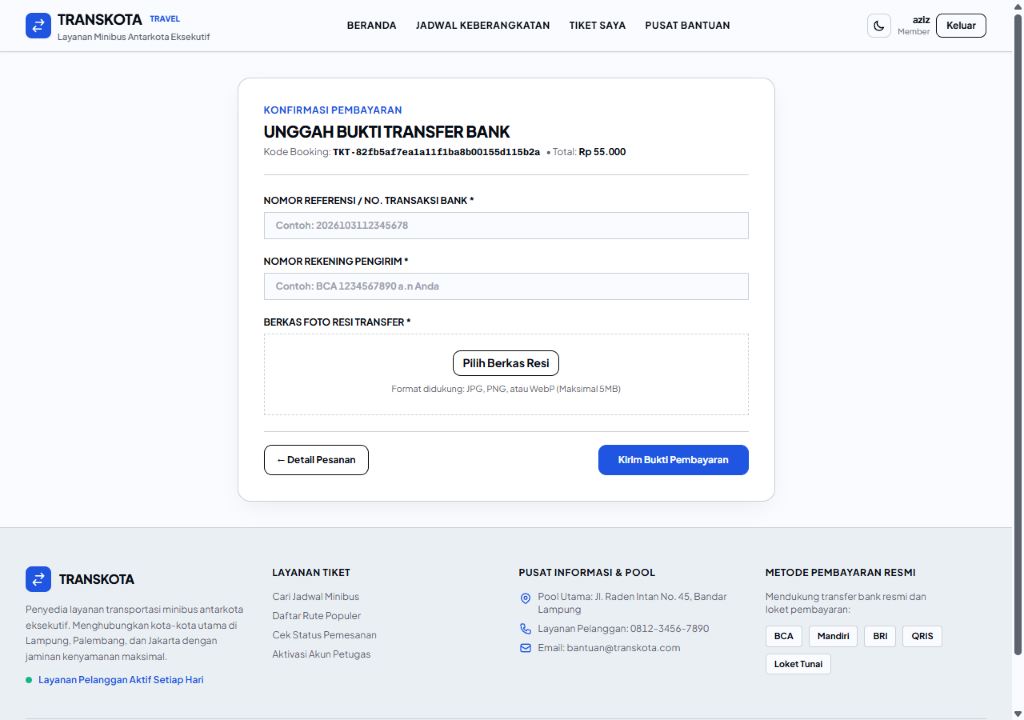 TRANSKOTA TRAVEL
Layanan Minibus Antarkota Eksekutif
BERANDA JADWAL KEBERANGKATAN TIKET SAYA PUSAT BANTUAN
aziz
Member
Keluar
KONFIRMASI PEMBAYARAN
UNGGAH BUKTI TRANSFER BANK
Kode Booking: TKT-82fb5af7ea1a11f1ba8b00155d115b2a • Total: Rp 55.000
NOMOR REFERENSI / NO. TRANSAKSI BANK *
Contoh: 2026103112345678
NOMOR REKENING PENGIRIM *
Contoh: BCA 1234567890 a.n Anda
BERKAS FOTO RESI TRANSFER *
Pilih Berkas Resi
Format didukung: JPG, PNG, atau WebP (Maksimal 5MB)
← Detail Pesanan
Kirim Bukti Pembayaran
TRANSKOTA
Penyedia layanan transportasi minibus antarkota
eksekutif. Menghubungkan kota-kota utama di
Lampung, Palembang, dan Jakarta dengan
jaminan kenyamanan maksimal.
Layanan Pelanggan Aktif Setiap Hari
LAYANAN TIKET
Cari Jadwal Minibus
Daftar Rute Populer
Cek Status Pemesanan
Aktivasi Akun Petugas
PUSAT INFORMASI & POOL
Pool Utama: Jl. Raden Intan No. 45, Bandar
Lampung
Layanan Pelanggan: 0812-3456-7890
Email: bantuan@transkota.com
METODE PEMBAYARAN RESMI
Mendukung transfer bank resmi dan
loket pembayaran:
BCA Mandiri BRI QRIS
Loket Tunai